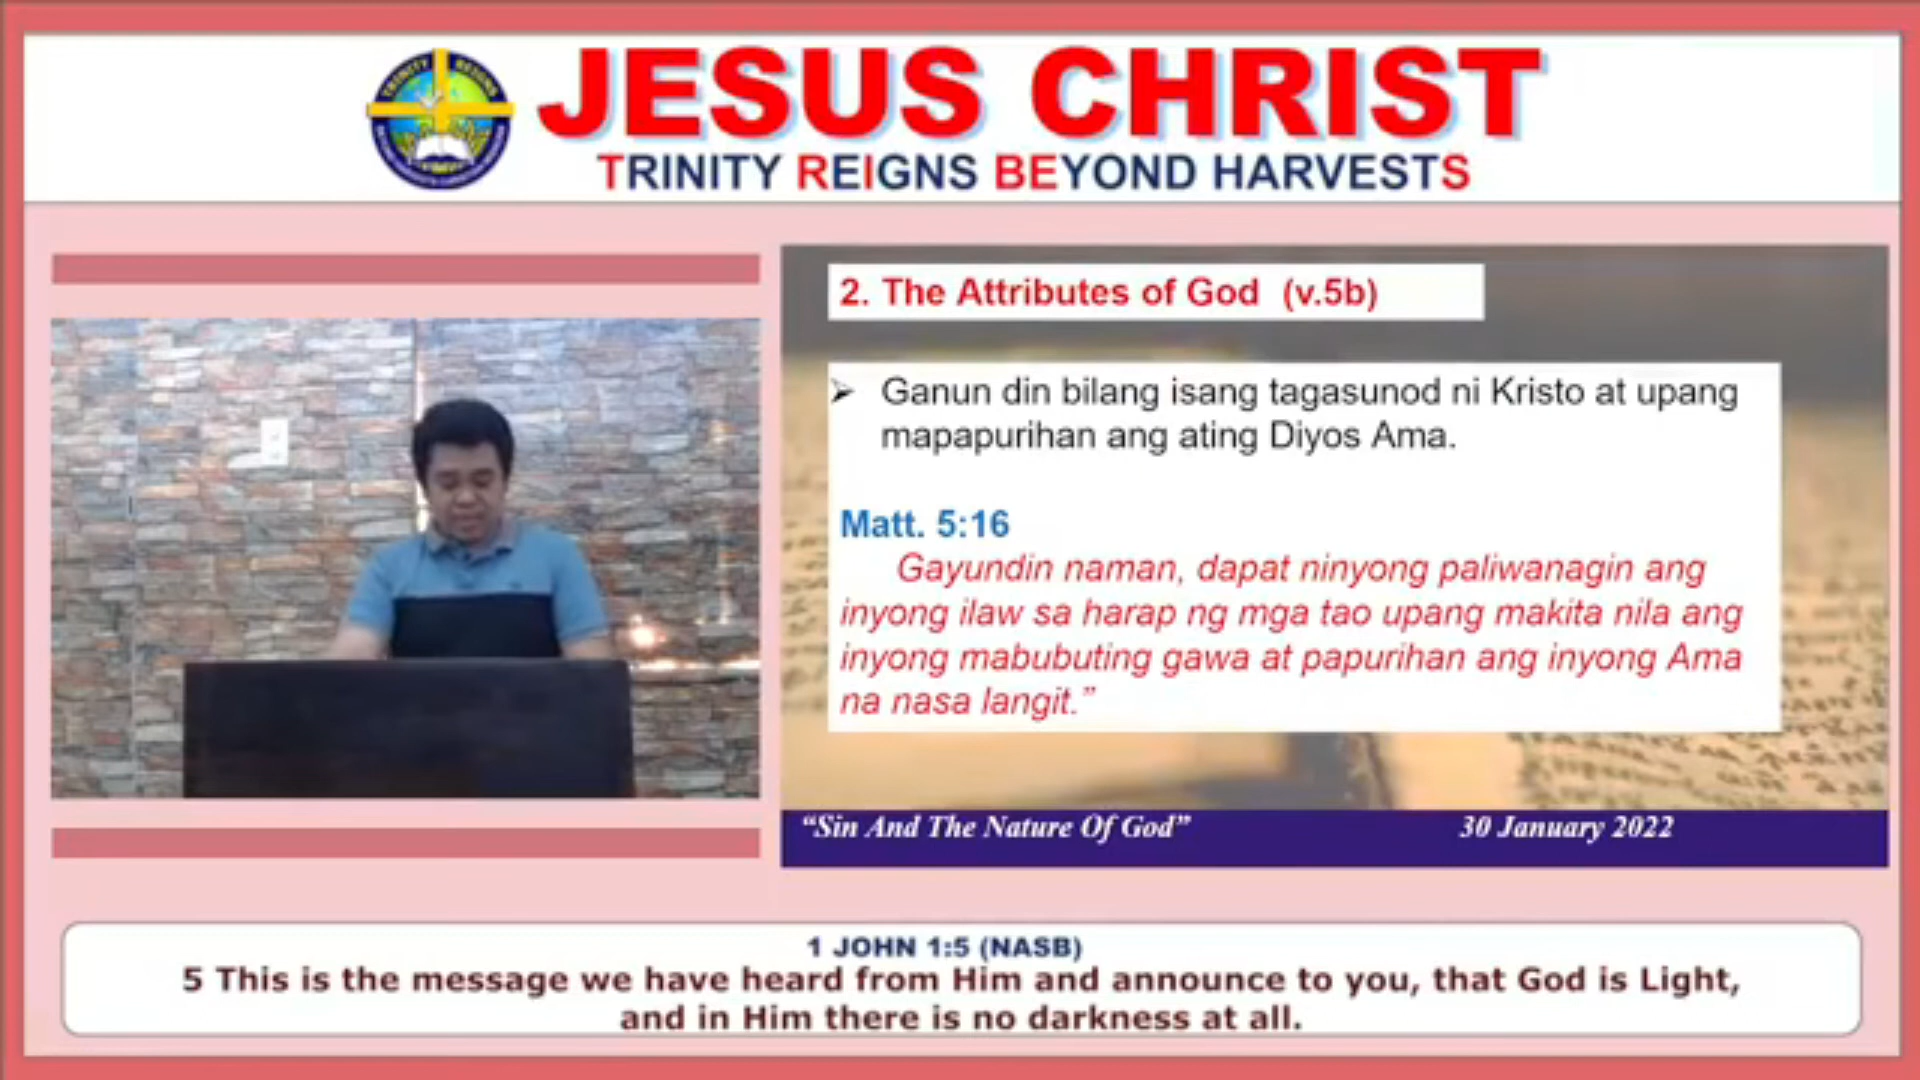 TRINITY REIGNS
JESUS CHRIST
TRINITY REIGNS BEYOND HARVESTS
2. The Attributes of God (v.5b)
➢ Ganun din bilang isang tagasunod ni Kristo at upang
mapapurihan ang ating Diyos Ama.
Matt. 5:16
Gayundin naman, dapat ninyong paliwanagin ang
inyong ilaw sa harap ng mga tao upang makita nila ang
inyong mabubuting gawa at papurihan ang inyong Ama
na nasa langit.”
“Sin And The Nature Of God”
30 January 2022
1 JOHN 1:5 (NASB)
5 This is the message we have heard from Him and announce to you, that God is Light,
and in Him there is no darkness at all.